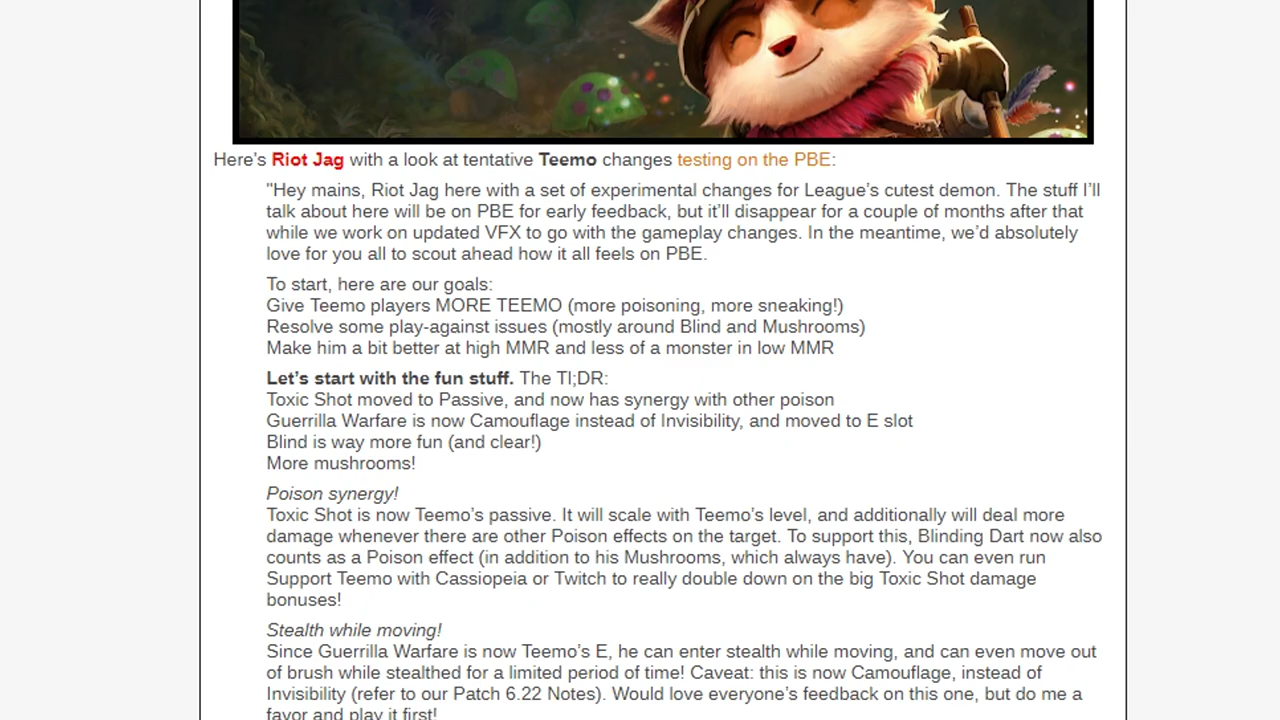 Here's Riot Jag with a look at tentative Teemo changes testing on the PBE:
"Hey mains, Riot Jag here with a set of experimental changes for League’s cutest demon. The stuff I’ll
talk about here will be on PBE for early feedback, but it’ll disappear for a couple of months after that
while we work on updated VFX to go with the gameplay changes. In the meantime, we’d absolutely
love for you all to scout ahead how it all feels on PBE.
To start, here are our goals:
Give Teemo players MORE TEEMO (more poisoning, more sneaking!)
Resolve some play-against issues (mostly around Blind and Mushrooms)
Make him a bit better at high MMR and less of a monster in low MMR
Let’s start with the fun stuff. The Tl;DR:
Toxic Shot moved to Passive, and now has synergy with other poison
Guerrilla Warfare is now Camouflage instead of Invisibility, and moved to E slot
Blind is way more fun (and clear!)
More mushrooms!
Poison synergy!
Toxic Shot is now Teemo’s passive. It will scale with Teemo’s level, and additionally will deal more
damage whenever there are other Poison effects on the target. To support this, Blinding Dart now also
counts as a Poison effect (in addition to his Mushrooms, which always have). You can even run
Support Teemo with Cassiopeia or Twitch to really double down on the big Toxic Shot damage
bonuses!
Stealth while moving!
Since Guerrilla Warfare is now Teemo’s E, he can enter stealth while moving, and can even move out
of brush while stealthed for a limited period of time! Caveat: this is now Camouflage, instead of
Invisibility (refer to our Patch 6.22 Notes). Would love everyone’s feedback on this one, but do me a
favor and play it first!